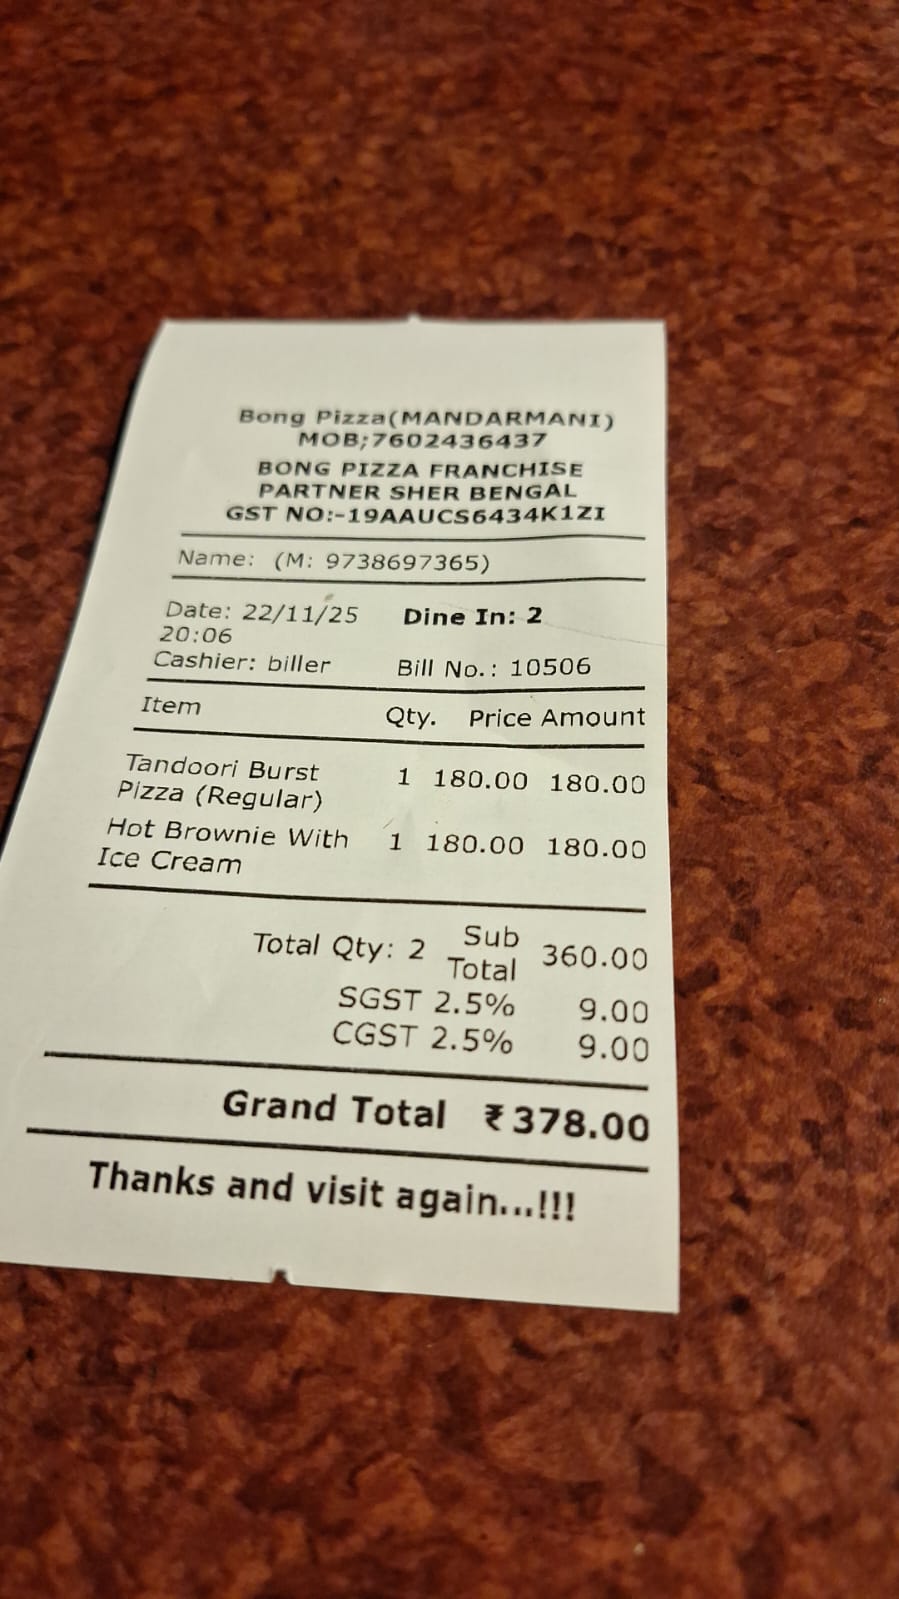 Bong Pizza(MANDARMANI)
MOB;7602436437
BONG PIZZA FRANCHISE
PARTNER SHER BENGAL
GST NO:-19AAUCS6434K1ZI
Name: (M: 9738697365)
Date: 22/11/25 Dine In: 2
20:06
Cashier: biller Bill No.: 10506
Item Qty. Price Amount
Tandoori Burst 1 180.00 180.00
Pizza (Regular)
Hot Brownie With 1 180.00 180.00
Ice Cream
Total Qty: 2 Sub Total 360.00
SGST 2.5% 9.00
CGST 2.5% 9.00
Grand Total ₹378.00
Thanks and visit again...!!!